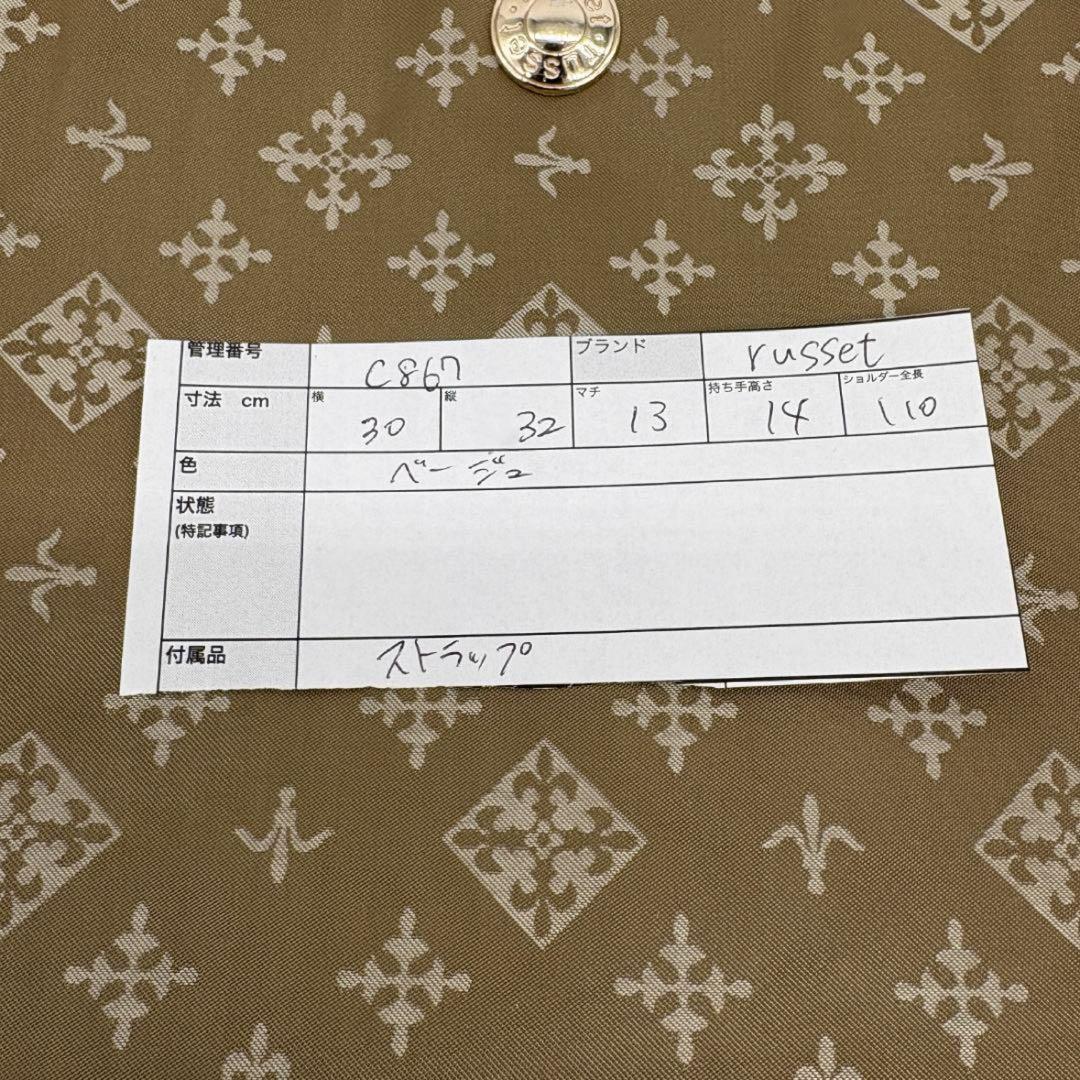 russet
管理番号 C867 ブランド russet
寸法 cm 横 30 縦 32 マチ 13 持ち手高さ 14 ショルダー全長 110
色 ベージュ
状態
(特記事項)
付属品 ストラップ